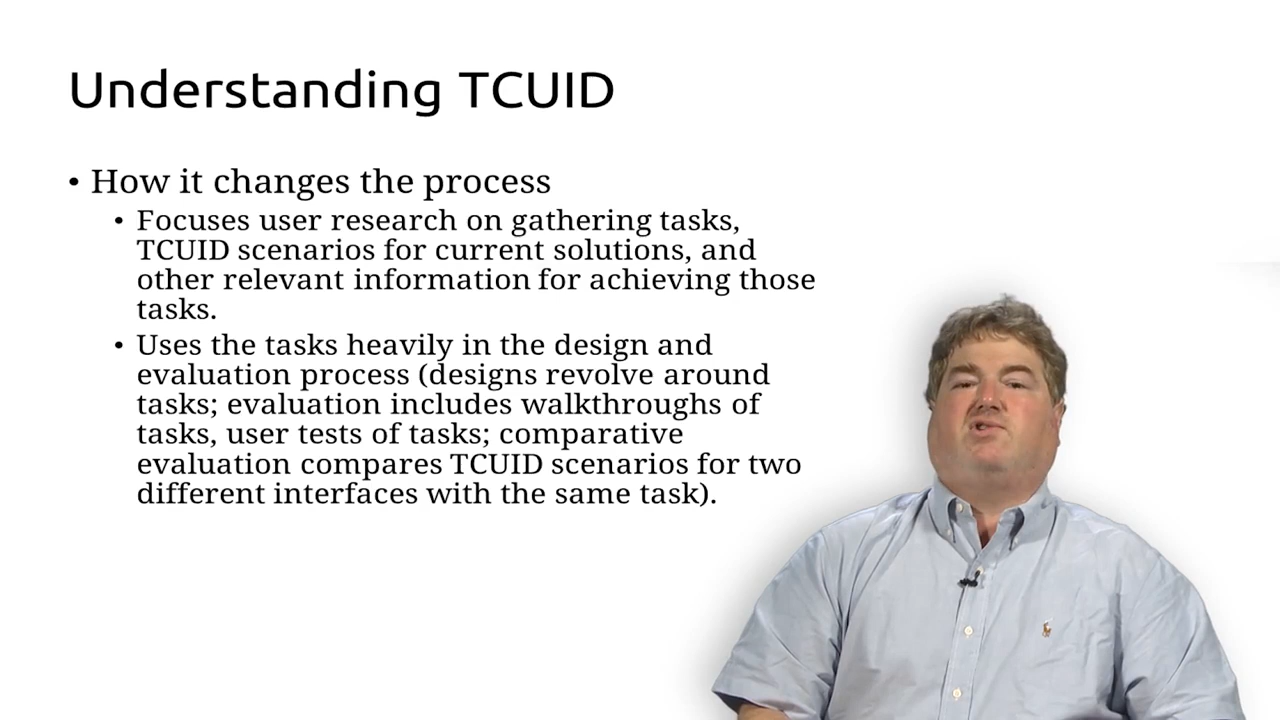 Understanding TCUID
• How it changes the process
• Focuses user research on gathering tasks,
TCUID scenarios for current solutions, and
other relevant information for achieving those
tasks.
• Uses the tasks heavily in the design and
evaluation process (designs revolve around
tasks; evaluation includes walkthroughs of
tasks, user tests of tasks; comparative
evaluation compares TCUID scenarios for two
different interfaces with the same task).